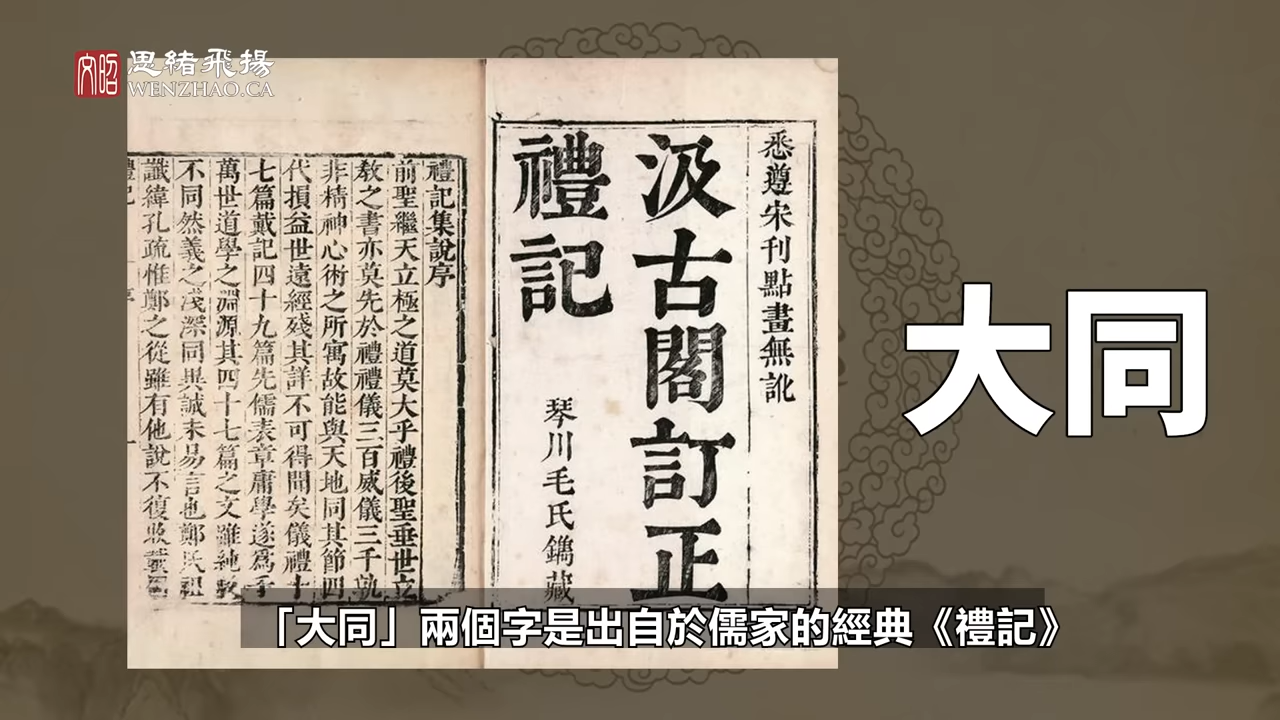 文昭
思緒飛揚
WENZHAO.CA
悉遵宋刊點畫無訛
汲古閣訂正
禮記
琴川毛氏鐫藏
禮記集說序
前聖繼天立極之道莫大乎禮後聖垂世立
敎之書亦莫先於禮禮儀三百威儀三千孰
非精神心術之所寓故能與天地同其節四
代損益世遠經殘其詳不可得聞矣儀禮十
七篇戴記四十九篇先儒表章庸學遂爲千
萬世道學之淵源其四十七篇之文雖純駁
不同然義之淺深同異誠未易言也鄭氏祖
讖緯孔疏惟鄭之從雖有他說不復收載固
禮記
序
一
大同
「大同」兩個字是出自於儒家的經典《禮記》